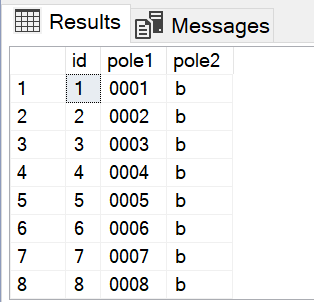 Results Messages
id pole1 pole2
1 1 0001 b
2 2 0002 b
3 3 0003 b
4 4 0004 b
5 5 0005 b
6 6 0006 b
7 7 0007 b
8 8 0008 b